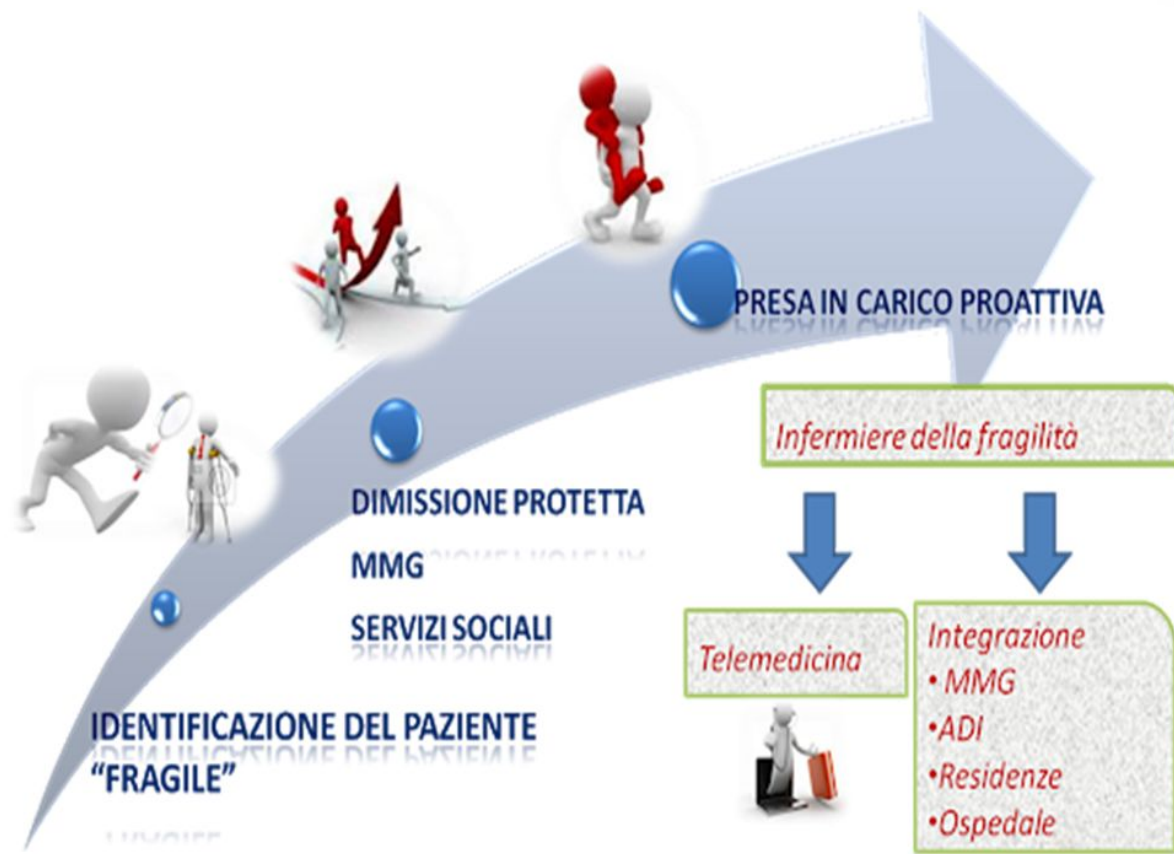 PRESA IN CARICO PROATTIVA
Infermiere della fragilità
DIMISSIONE PROTETTA
MMG
SERVIZI SOCIALI
Telemedicina
Integrazione
• MMG
• ADI
• Residenze
• Ospedale
IDENTIFICAZIONE DEL PAZIENTE
“FRAGILE”